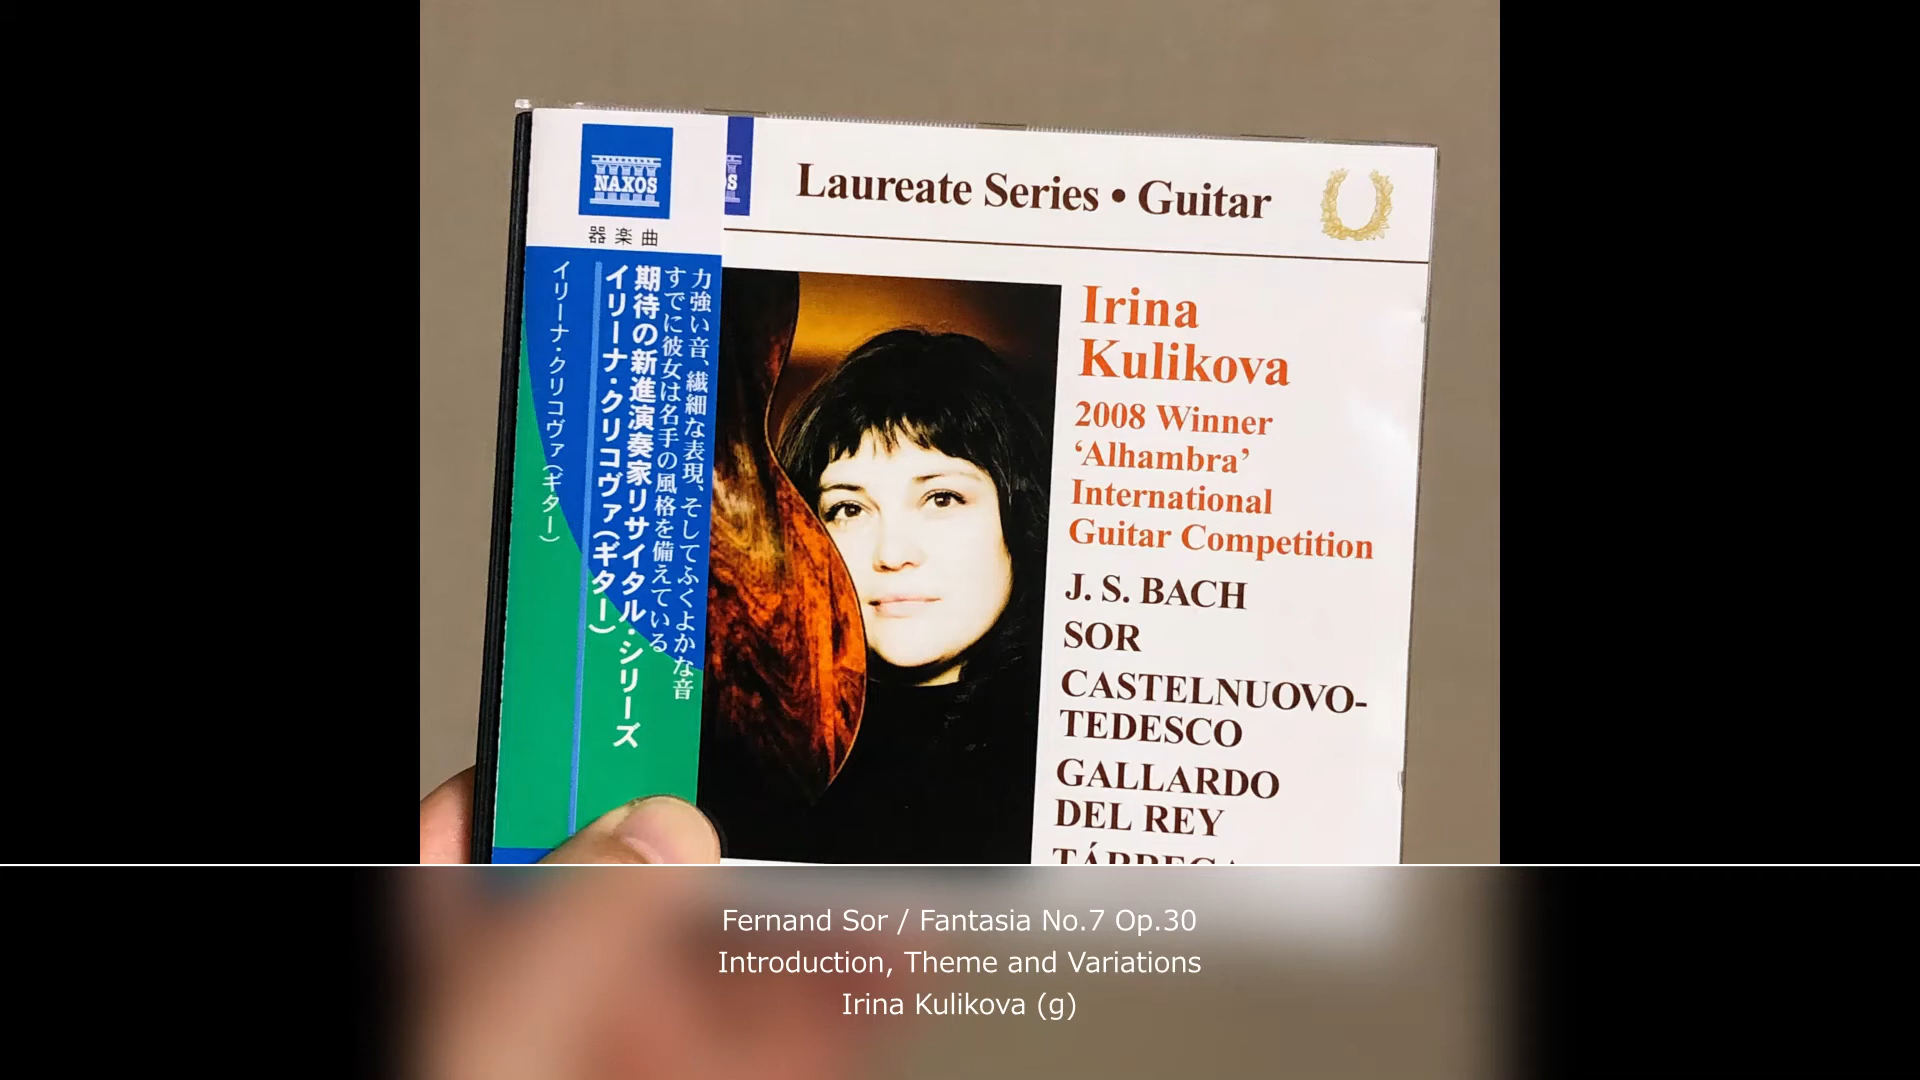 NAXOS
器楽曲
力強い音、繊細な表現、そしてふくよかな音
すでに彼女は名手の風格を備えている
期待の新進演奏家リサイタル・シリーズ
イリーナ・クリコヴァ(ギター)
イリーナ・クリコヴァ(ギター)
Laureate Series • Guitar
Irina
Kulikova
2008 Winner
‘Alhambra’
International
Guitar Competition
J. S. BACH
SOR
CASTELNUOVO-
TEDESCO
GALLARDO
DEL REY
TÁRREGA
Fernand Sor / Fantasia No.7 Op.30
Introduction, Theme and Variations
Irina Kulikova (g)